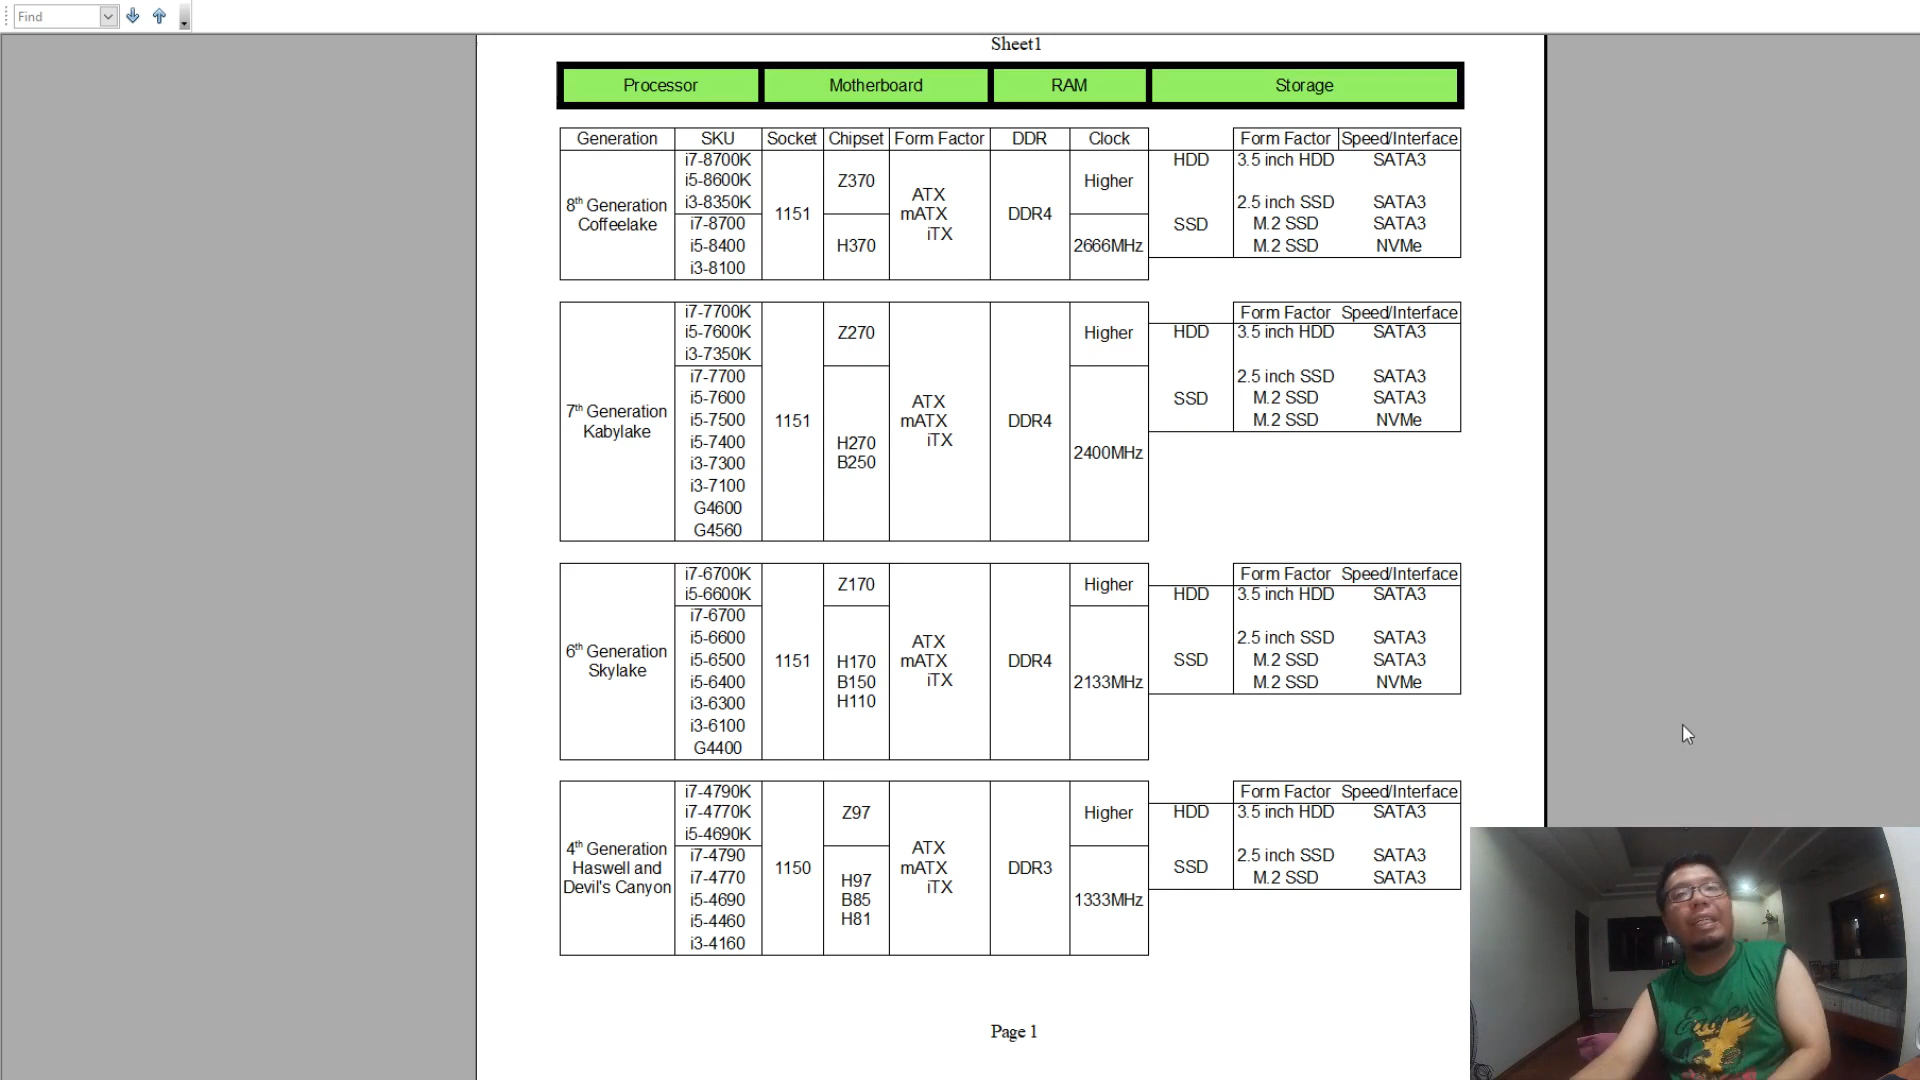 Find
Sheet1
Processor Motherboard RAM Storage
Generation SKU Socket Chipset Form Factor DDR Clock Form Factor Speed/Interface
8th Generation
Coffeelake
i7-8700K
i5-8600K
i3-8350K
i7-8700
i5-8400
i3-8100
1151
Z370
H370
ATX
mATX
iTX
DDR4
Higher
2666MHz
HDD 3.5 inch HDD SATA3
SSD
2.5 inch SSD SATA3
M.2 SSD SATA3
M.2 SSD NVMe
7th Generation
Kabylake
i7-7700K
i5-7600K
i3-7350K
i7-7700
i5-7600
i5-7500
i5-7400
i3-7300
i3-7100
G4600
G4560
1151
Z270
H270
B250
ATX
mATX
iTX
DDR4
Higher
2400MHz
Form Factor Speed/Interface
HDD 3.5 inch HDD SATA3
SSD
2.5 inch SSD SATA3
M.2 SSD SATA3
M.2 SSD NVMe
6th Generation
Skylake
i7-6700K
i5-6600K
i7-6700
i5-6600
i5-6500
i5-6400
i3-6300
i3-6100
G4400
1151
Z170
H170
B150
H110
ATX
mATX
iTX
DDR4
Higher
2133MHz
Form Factor Speed/Interface
HDD 3.5 inch HDD SATA3
SSD
2.5 inch SSD SATA3
M.2 SSD SATA3
M.2 SSD NVMe
4th Generation
Haswell and
Devil's Canyon
i7-4790K
i7-4770K
i5-4690K
i7-4790
i7-4770
i5-4690
i5-4460
i3-4160
1150
Z97
H97
B85
H81
ATX
mATX
iTX
DDR3
Higher
1333MHz
Form Factor Speed/Interface
HDD 3.5 inch HDD SATA3
SSD
2.5 inch SSD SATA3
M.2 SSD SATA3
Page 1